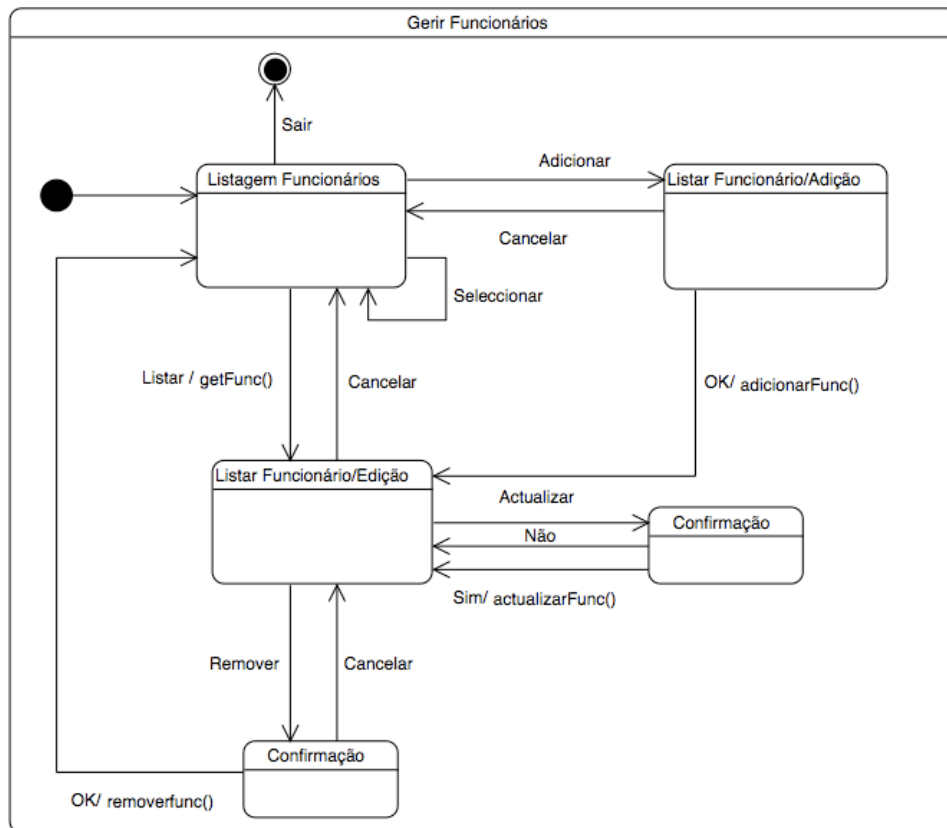 Gerir Funcionários
Sair
Listagem Funcionários
Adicionar
Listar Funcionário/Adição
Cancelar
Seleccionar
Listar / getFunc()
Cancelar
OK/ adicionarFunc()
Listar Funcionário/Edição
Actualizar
Confirmação
Não
Sim/ actualizarFunc()
Remover
Cancelar
Confirmação
OK/ removerfunc()